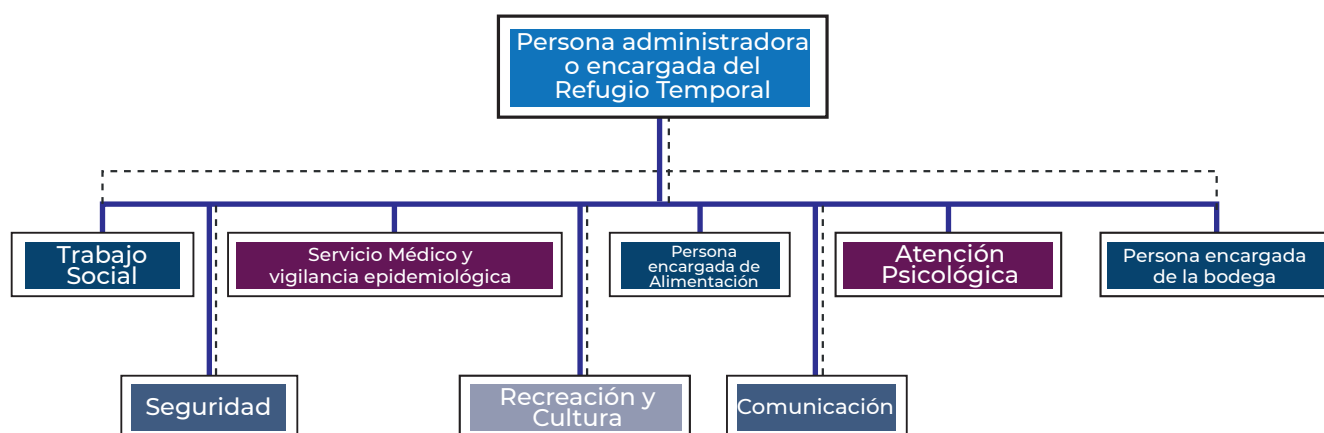 Persona administradora
o encargada del
Refugio Temporal
Trabajo
Social
Servicio Médico y
vigilancia epidemiológica
Persona
encargada de
Alimentación
Atención
Psicológica
Persona encargada
de la bodega
Seguridad
Recreación y
Cultura
Comunicación